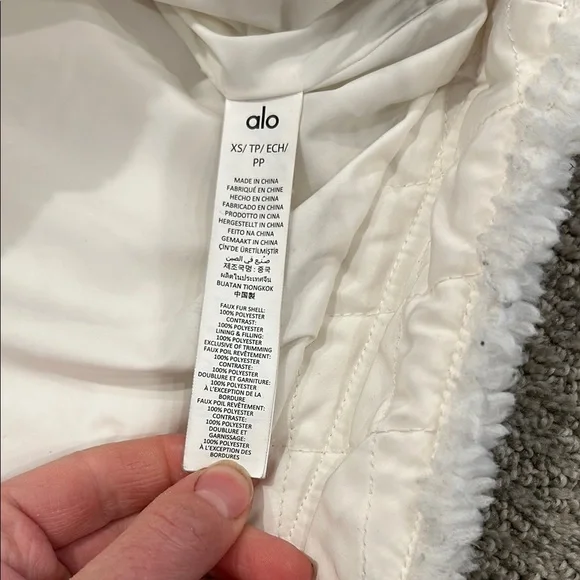 alo
XS/ TP/ ECH/
PP
MADE IN CHINA
FABRIQUÉ EN CHINE
HECHO EN CHINA
FABRICADO EN CHINA
PRODOTTO IN CINA
HERGESTELLT IN CHINA
FEITO NA CHINA
GEMAAKT IN CHINA
ÇİN'DE ÜRETİLMİŞTİR
صنع في الصين
제조국명 : 중국
ผลิตในประเทศจีน
BUATAN TIONGKOK
中国製
FAUX FUR SHELL:
100% POLYESTER
CONTRAST:
100% POLYESTER
LINING & FILLING:
100% POLYESTER
EXCLUSIVE OF TRIMMING
FAUX POIL REVÊTEMENT:
100% POLYESTER
CONTRASTE:
100% POLYESTER
DOUBLURE ET GARNITURE:
100% POLYESTER
À L'EXCEPTION DE LA
BORDURE
FAUX POIL REVÊTEMENT:
100% POLYESTER
CONTRASTE:
100% POLYESTER
DOUBLURE ET
GARNISSAGE:
100% POLYESTER
À L'EXCEPTION DES
BORDURES